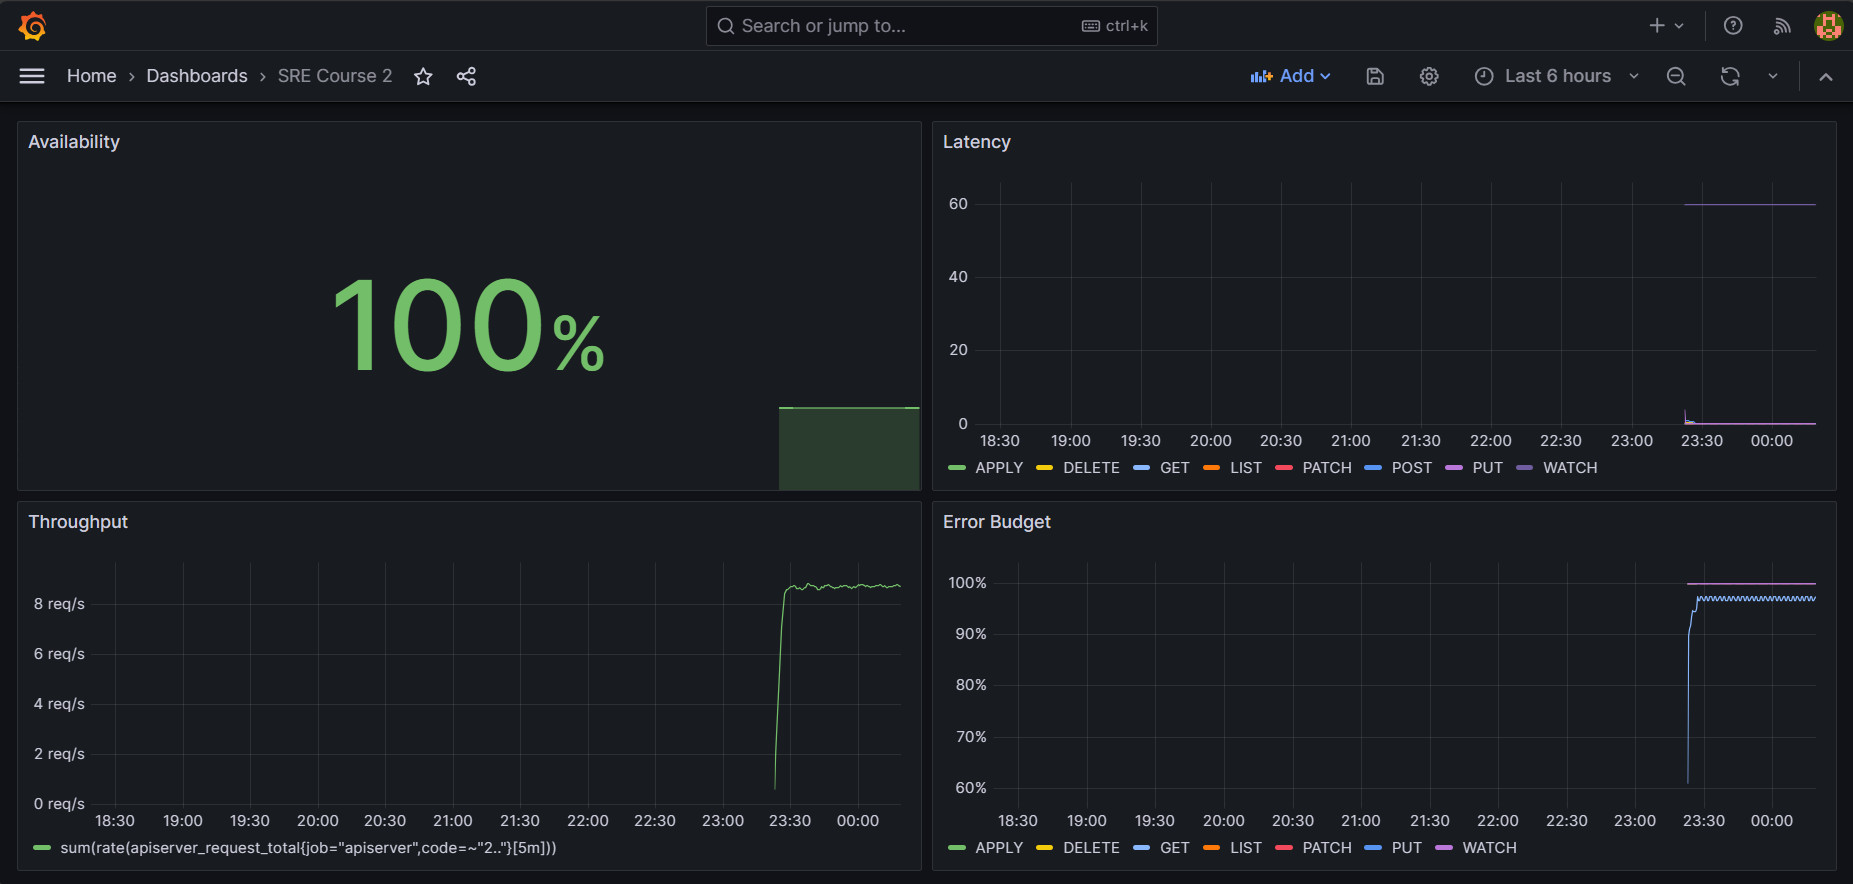 Search or jump to... ctrl+k
Home › Dashboards › SRE Course 2 Add Last 6 hours
Availability
100%
Latency
60
40
20
0
18:30 19:00 19:30 20:00 20:30 21:00 21:30 22:00 22:30 23:00 23:30 00:00
APPLY DELETE GET LIST PATCH POST PUT WATCH
Throughput
8 req/s
6 req/s
4 req/s
2 req/s
0 req/s
18:30 19:00 19:30 20:00 20:30 21:00 21:30 22:00 22:30 23:00 23:30 00:00
sum(rate(apiserver_request_total{job="apiserver",code=~"2.."}[5m]))
Error Budget
100%
90%
80%
70%
60%
18:30 19:00 19:30 20:00 20:30 21:00 21:30 22:00 22:30 23:00 23:30 00:00
APPLY DELETE GET LIST PATCH PUT WATCH